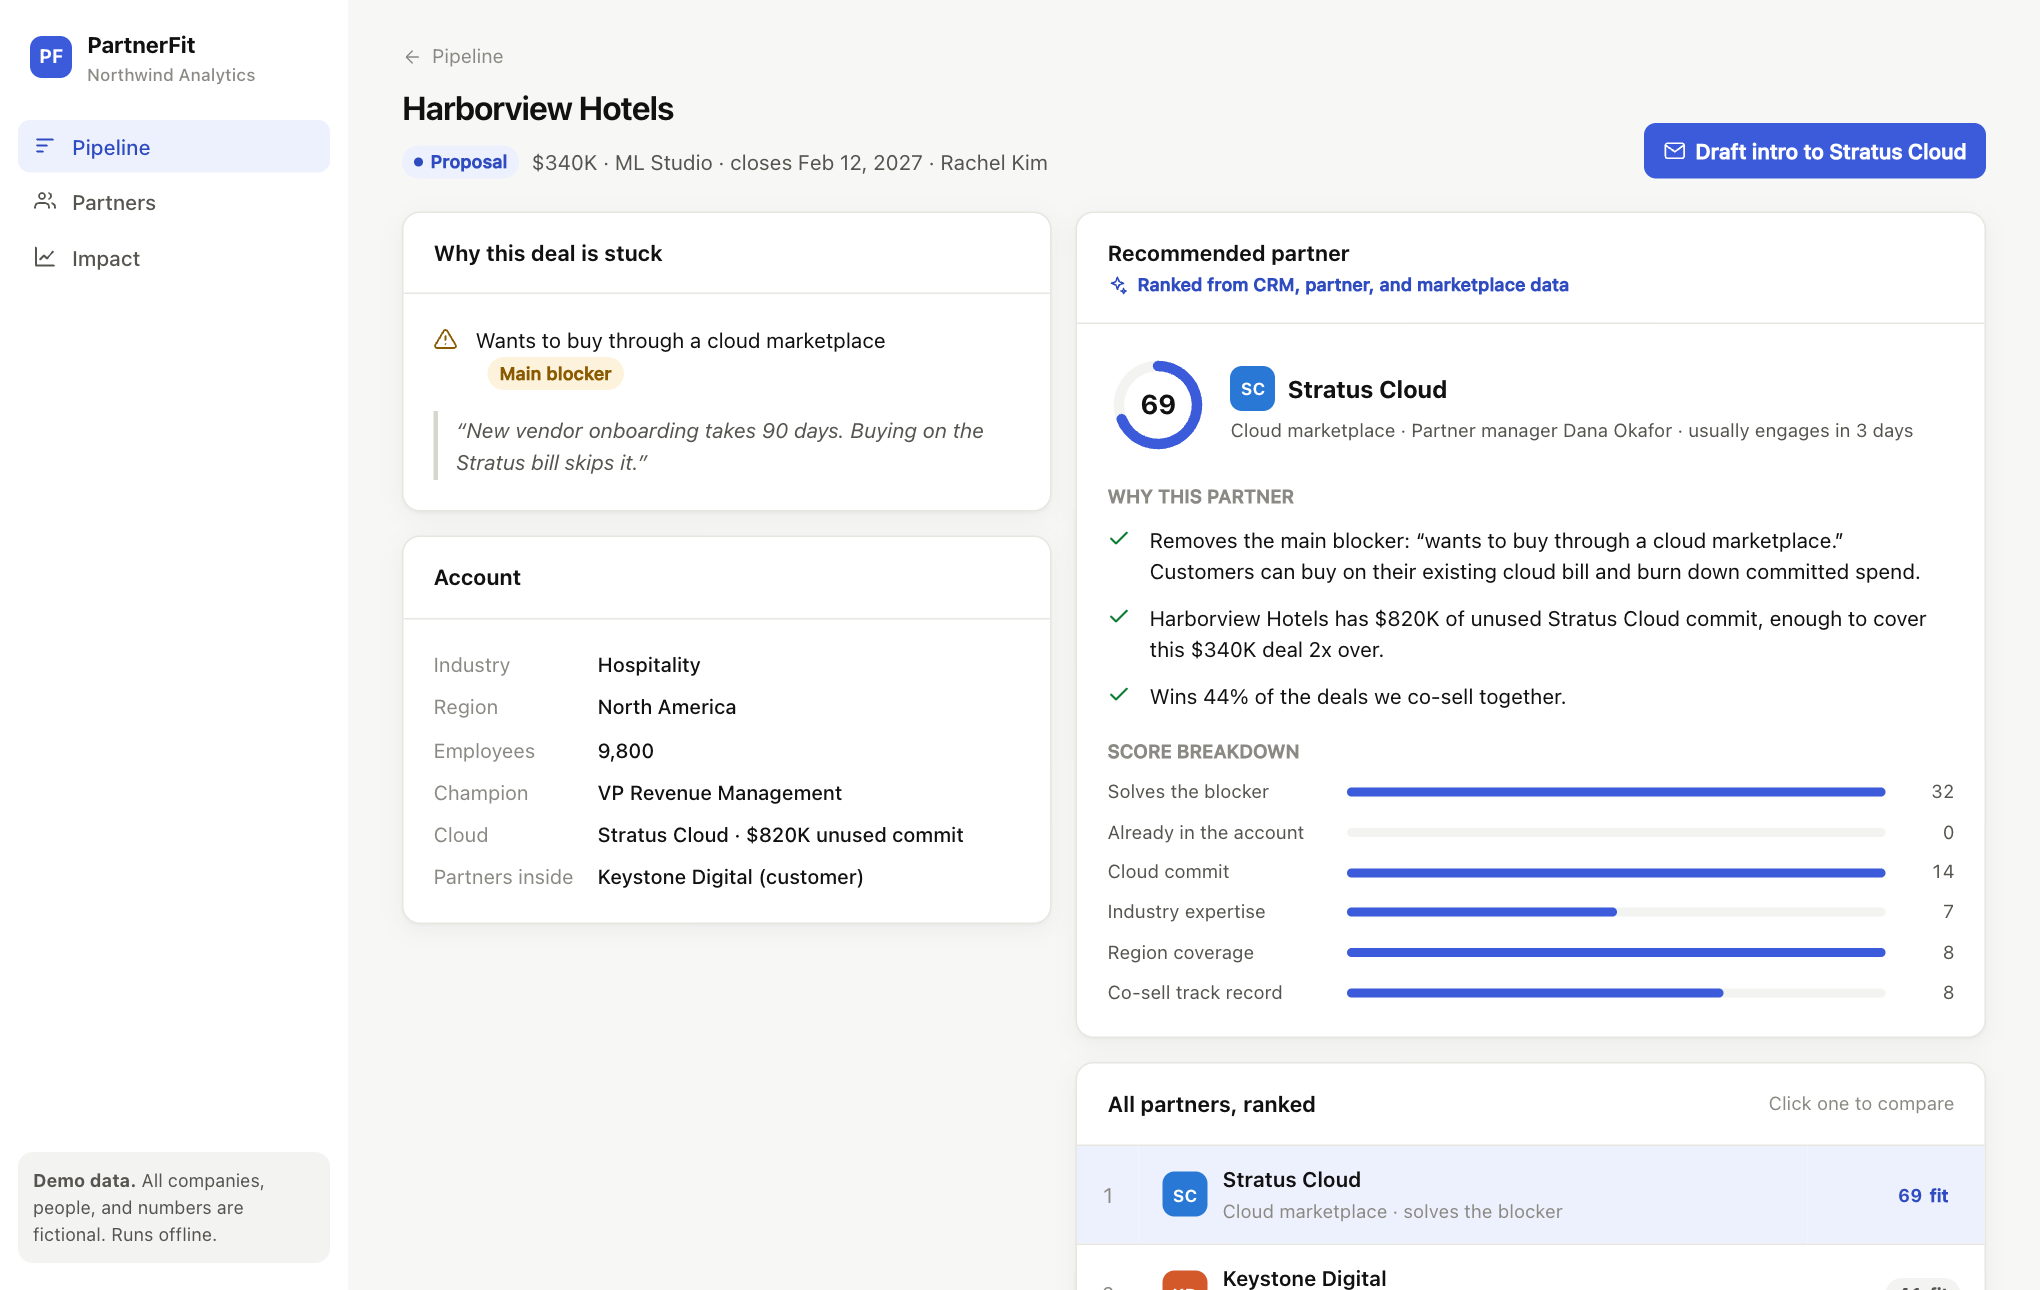 PF
PartnerFit
Northwind Analytics
Pipeline
Partners
Impact
Demo data. All companies,
people, and numbers are
fictional. Runs offline.
← Pipeline
Harborview Hotels
Proposal $340K · ML Studio · closes Feb 12, 2027 · Rachel Kim
Draft intro to Stratus Cloud
Why this deal is stuck
Wants to buy through a cloud marketplace
Main blocker
“New vendor onboarding takes 90 days. Buying on the
Stratus bill skips it.”
Account
Industry Hospitality
Region North America
Employees 9,800
Champion VP Revenue Management
Cloud Stratus Cloud · $820K unused commit
Partners inside Keystone Digital (customer)
Recommended partner
Ranked from CRM, partner, and marketplace data
69
SC Stratus Cloud
Cloud marketplace · Partner manager Dana Okafor · usually engages in 3 days
WHY THIS PARTNER
Removes the main blocker: “wants to buy through a cloud marketplace.”
Customers can buy on their existing cloud bill and burn down committed spend.
Harborview Hotels has $820K of unused Stratus Cloud commit, enough to cover
this $340K deal 2x over.
Wins 44% of the deals we co-sell together.
SCORE BREAKDOWN
Solves the blocker 32
Already in the account 0
Cloud commit 14
Industry expertise 7
Region coverage 8
Co-sell track record 8
All partners, ranked Click one to compare
1 SC Stratus Cloud 69 fit
Cloud marketplace · solves the blocker
Keystone Digital